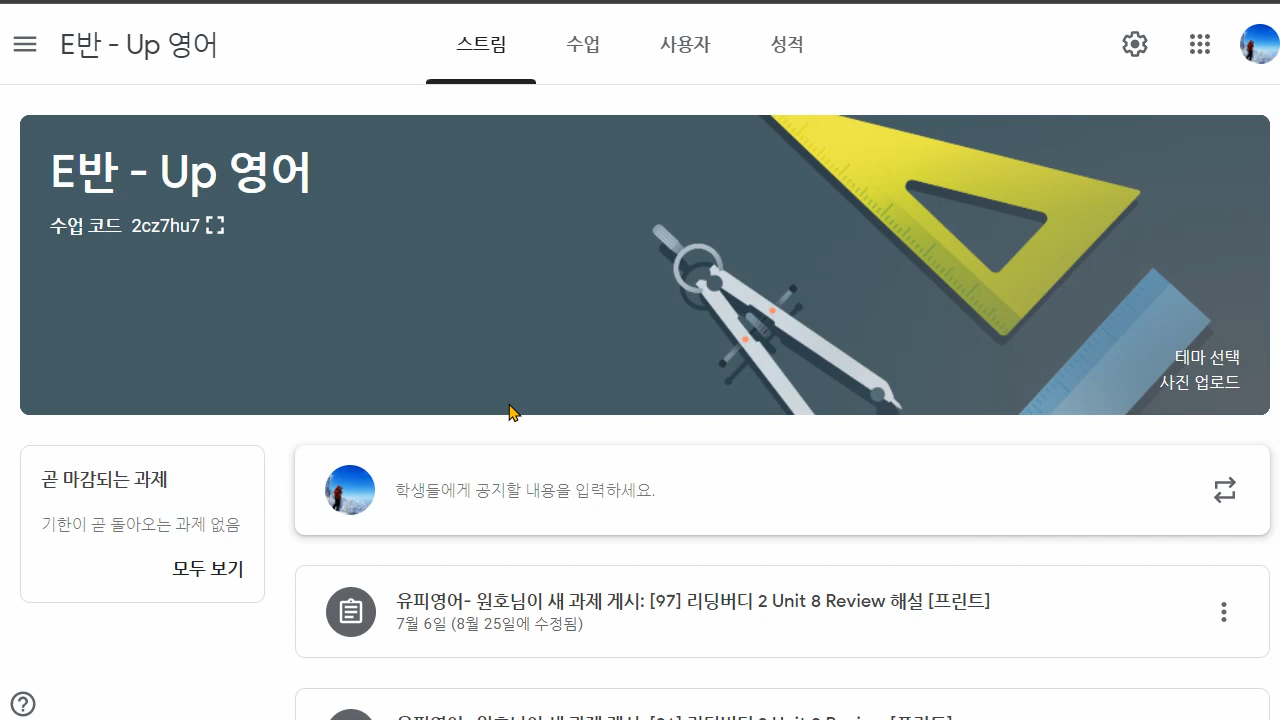 E반 - Up 영어
스트림
수업
사용자
성적
E반 - Up 영어
수업 코드 2cz7hu7
테마 선택
사진 업로드
곧 마감되는 과제
기한이 곧 돌아오는 과제 없음
모두 보기
학생들에게 공지할 내용을 입력하세요.
유피영어- 원호님이 새 과제 게시: [97] 리딩버디 2 Unit 8 Review 해설 [프린트]
7월 6일 (8월 25일에 수정됨)